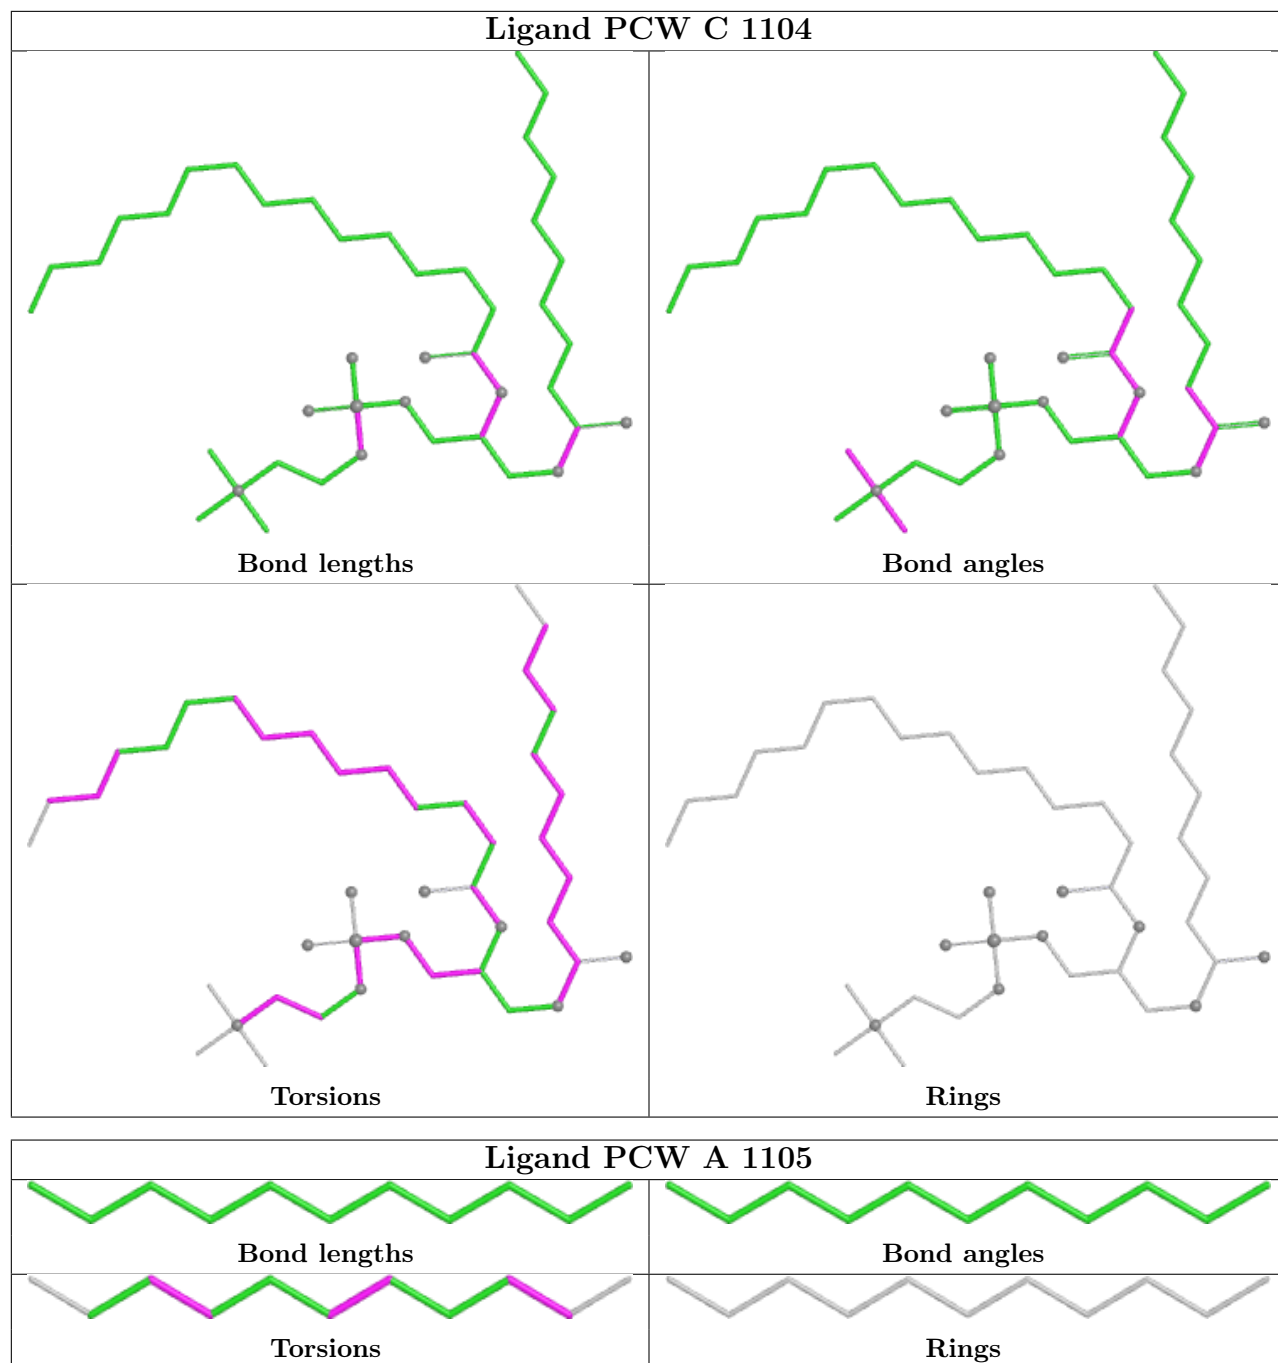 Ligand PCW C 1104
Bond lengths
Bond angles
Torsions
Rings
Ligand PCW A 1105
Bond lengths
Bond angles
Torsions
Rings